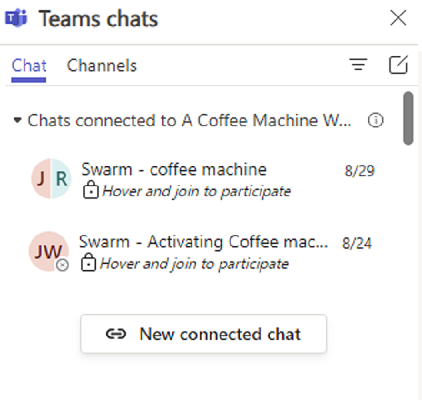 Teams chats
Chat Channels
Chats connected to A Coffee Machine W...
J R Swarm - coffee machine 8/29
Hover and join to participate
JW Swarm - Activating Coffee mac... 8/24
Hover and join to participate
New connected chat